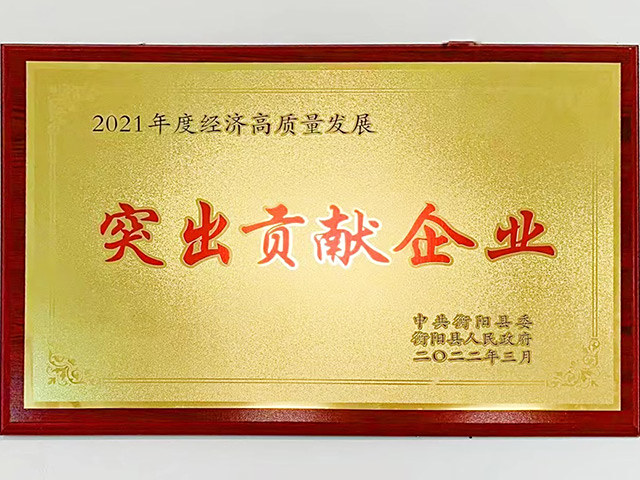 2021年度经济高质量发展
突出贡献企业
中共衡阳县委
衡阳县人民政府
二〇二二年三月